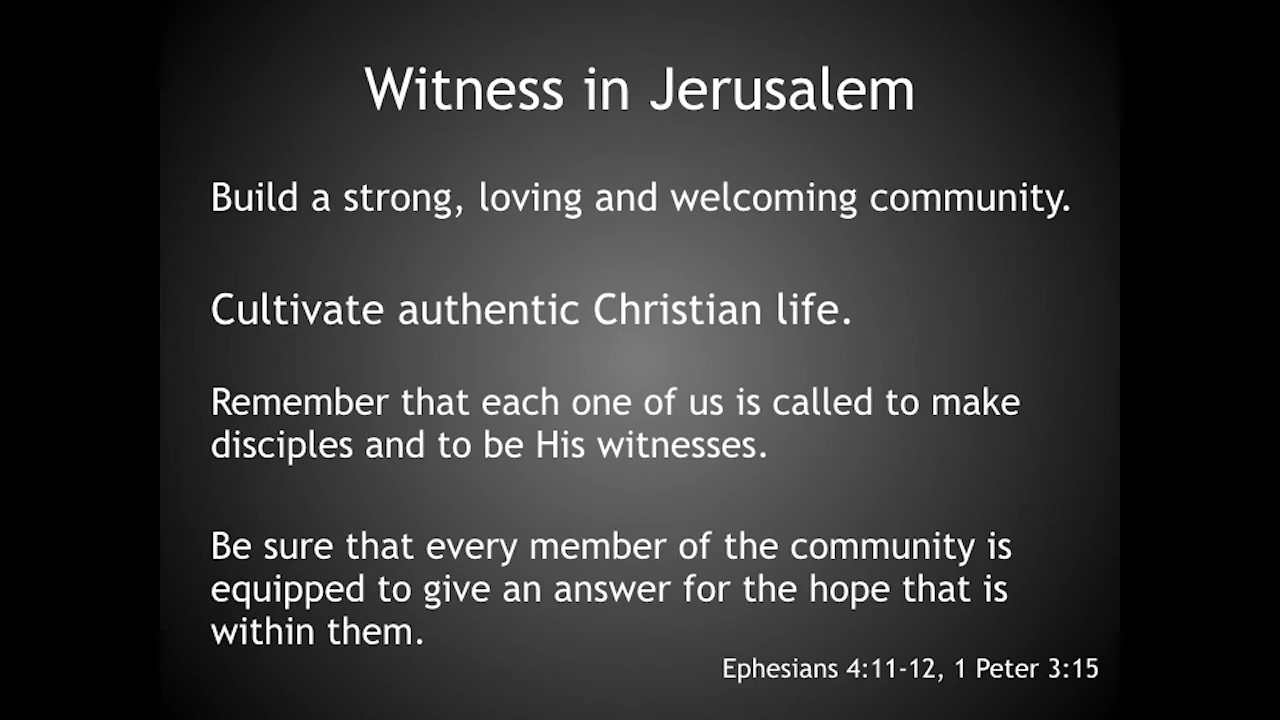 Witness in Jerusalem
Build a strong, loving and welcoming community.
Cultivate authentic Christian life.
Remember that each one of us is called to make
disciples and to be His witnesses.
Be sure that every member of the community is
equipped to give an answer for the hope that is
within them.
Ephesians 4:11-12, 1 Peter 3:15